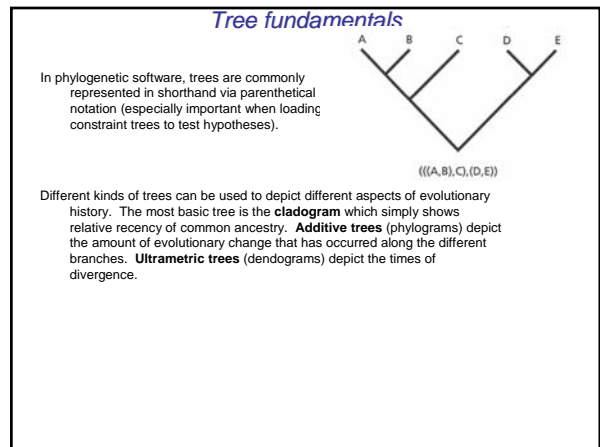 Tree fundamentals
A B C D E
In phylogenetic software, trees are commonly
represented in shorthand via parenthetical
notation (especially important when loading
constraint trees to test hypotheses).
(((A,B),C),(D,E))
Different kinds of trees can be used to depict different aspects of evolutionary
history. The most basic tree is the cladogram which simply shows
relative recency of common ancestry. Additive trees (phylograms) depict
the amount of evolutionary change that has occurred along the different
branches. Ultrametric trees (dendograms) depict the times of
divergence.